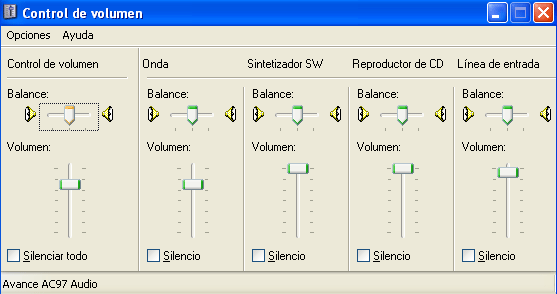 Control de volumen
Opciones Ayuda
Control de volumen Onda Sintetizador SW Reproductor de CD Línea de entrada
Balance: Balance: Balance: Balance: Balance:
Volumen: Volumen: Volumen: Volumen: Volumen:
Silenciar todo Silencio Silencio Silencio Silencio
Avance AC97 Audio